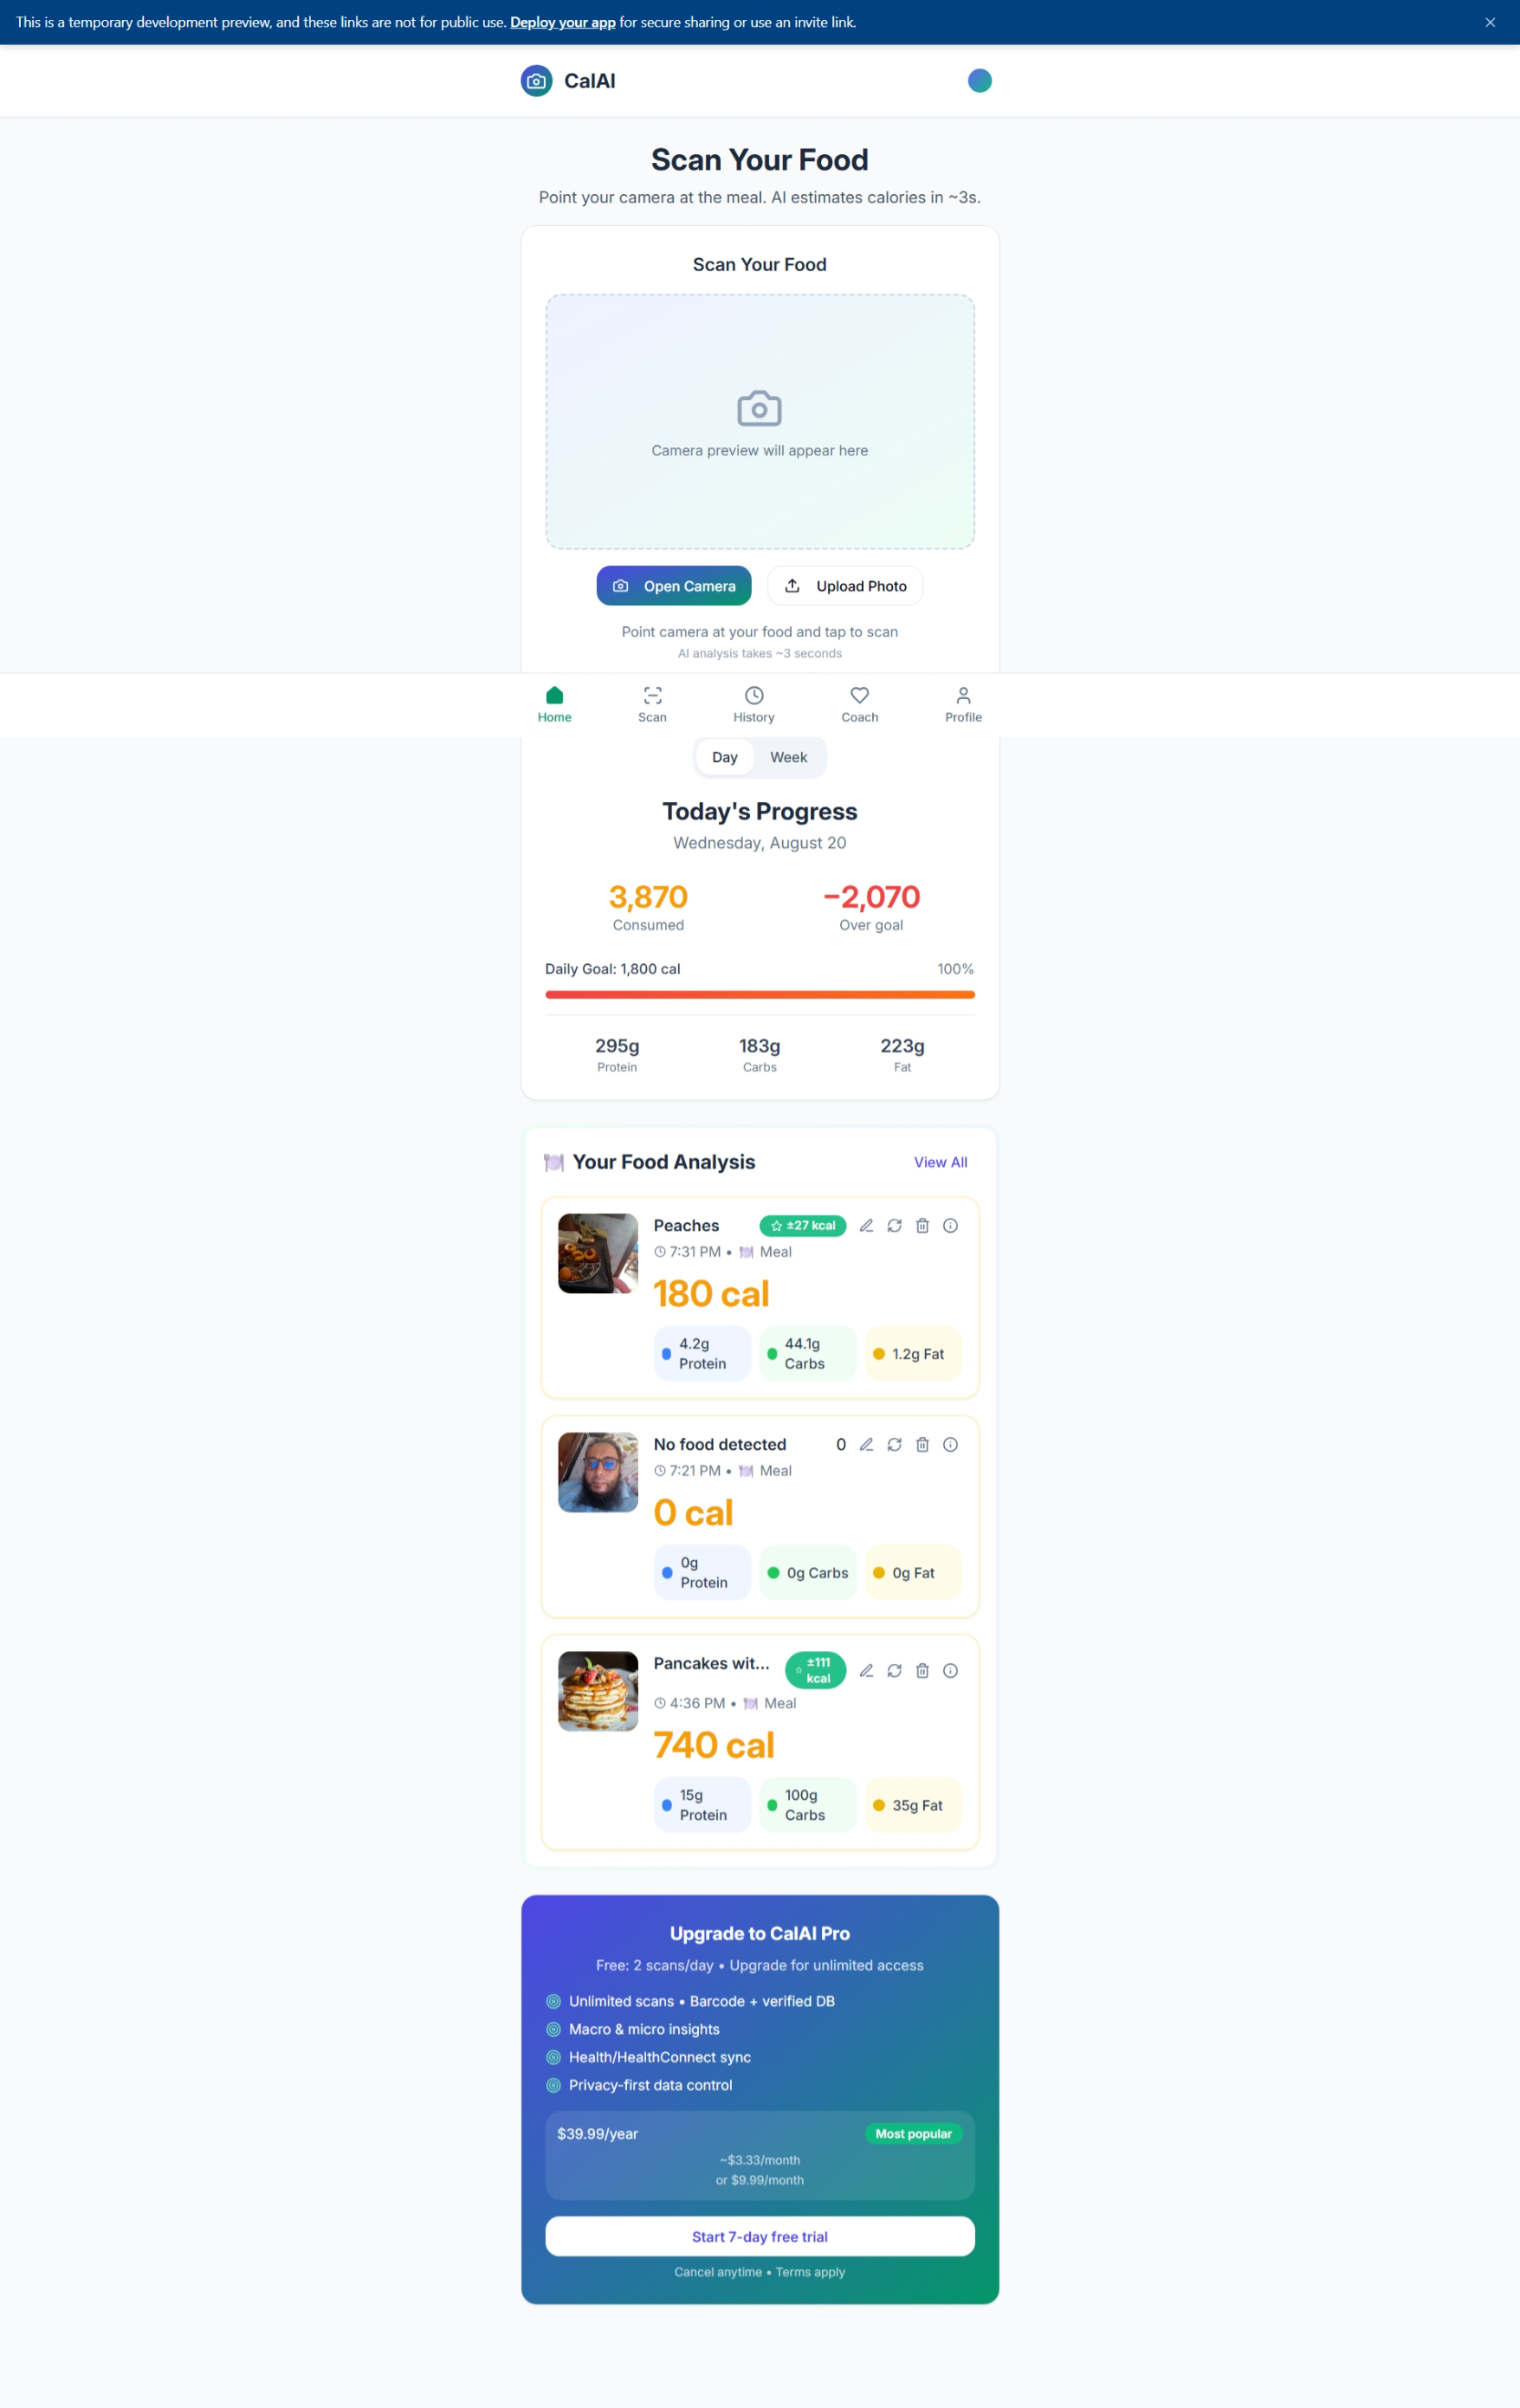 This is a temporary development preview, and these links are not for public use. Deploy your app for secure sharing or use an invite link.
CalAI
Scan Your Food
Point your camera at the meal. AI estimates calories in ~3s.
Scan Your Food
Camera preview will appear here
Open Camera
Upload Photo
Point camera at your food and tap to scan
AI analysis takes ~3 seconds
Home
Scan
History
Coach
Profile
Day
Week
Today's Progress
Wednesday, August 20
3,870
Consumed
−2,070
Over goal
Daily Goal: 1,800 cal
100%
295g
Protein
183g
Carbs
223g
Fat
Your Food Analysis
View All
Peaches
±27 kcal
7:31 PM • Meal
180 cal
4.2g
Protein
44.1g
Carbs
1.2g Fat
No food detected
0
7:21 PM • Meal
0 cal
0g
Protein
0g Carbs
0g Fat
Pancakes wit...
±111
kcal
4:36 PM • Meal
740 cal
15g
Protein
100g
Carbs
35g Fat
Upgrade to CalAI Pro
Free: 2 scans/day • Upgrade for unlimited access
Unlimited scans • Barcode + verified DB
Macro & micro insights
Health/HealthConnect sync
Privacy-first data control
$39.99/year
Most popular
~$3.33/month
or $9.99/month
Start 7-day free trial
Cancel anytime • Terms apply